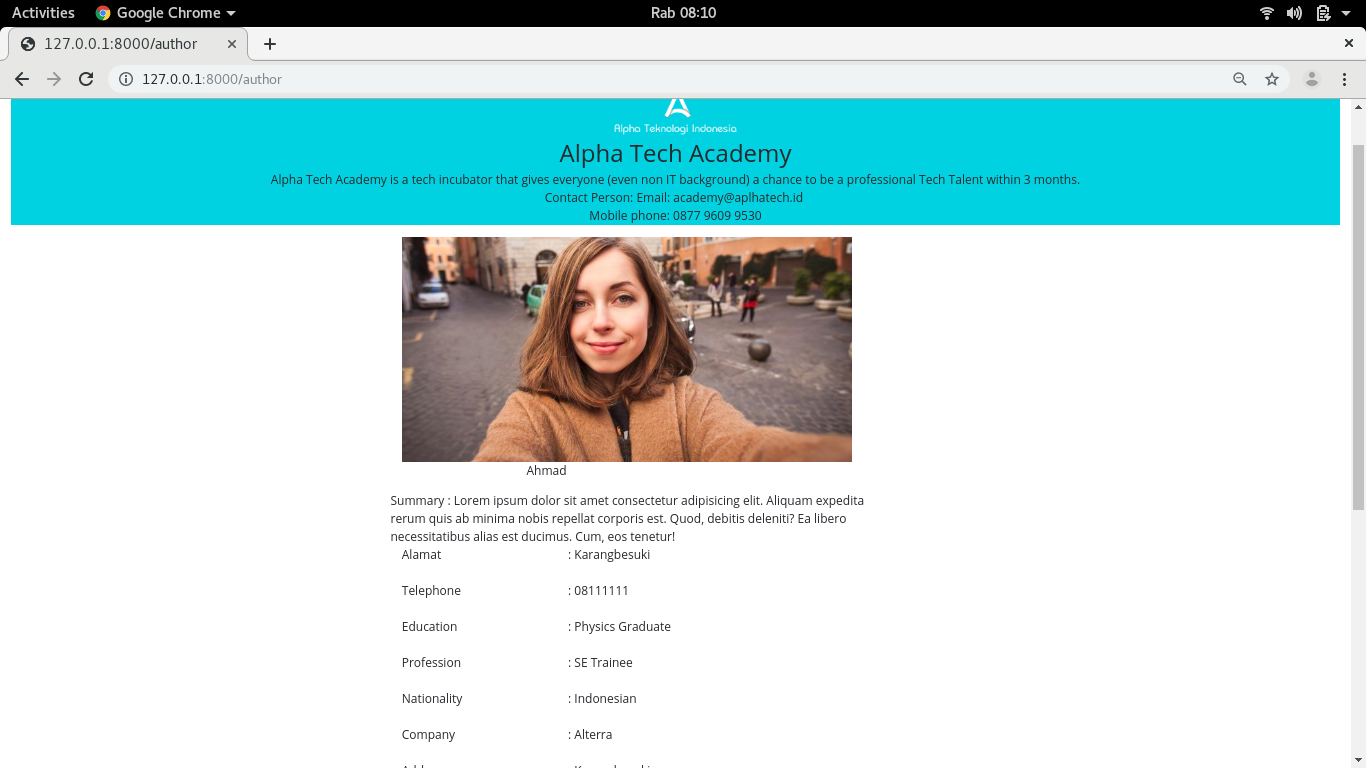 Activities Google Chrome Rab 08:10
127.0.0.1:8000/author
127.0.0.1:8000/author
Alpha Teknologi Indonesia
Alpha Tech Academy
Alpha Tech Academy is a tech incubator that gives everyone (even non IT background) a chance to be a professional Tech Talent within 3 months.
Contact Person: Email: academy@aplhatech.id
Mobile phone: 0877 9609 9530
Ahmad
Summary : Lorem ipsum dolor sit amet consectetur adipisicing elit. Aliquam expedita
rerum quis ab minima nobis repellat corporis est. Quod, debitis deleniti? Ea libero
necessitatibus alias est ducimus. Cum, eos tenetur!
Alamat : Karangbesuki
Telephone : 08111111
Education : Physics Graduate
Profession : SE Trainee
Nationality : Indonesian
Company : Alterra